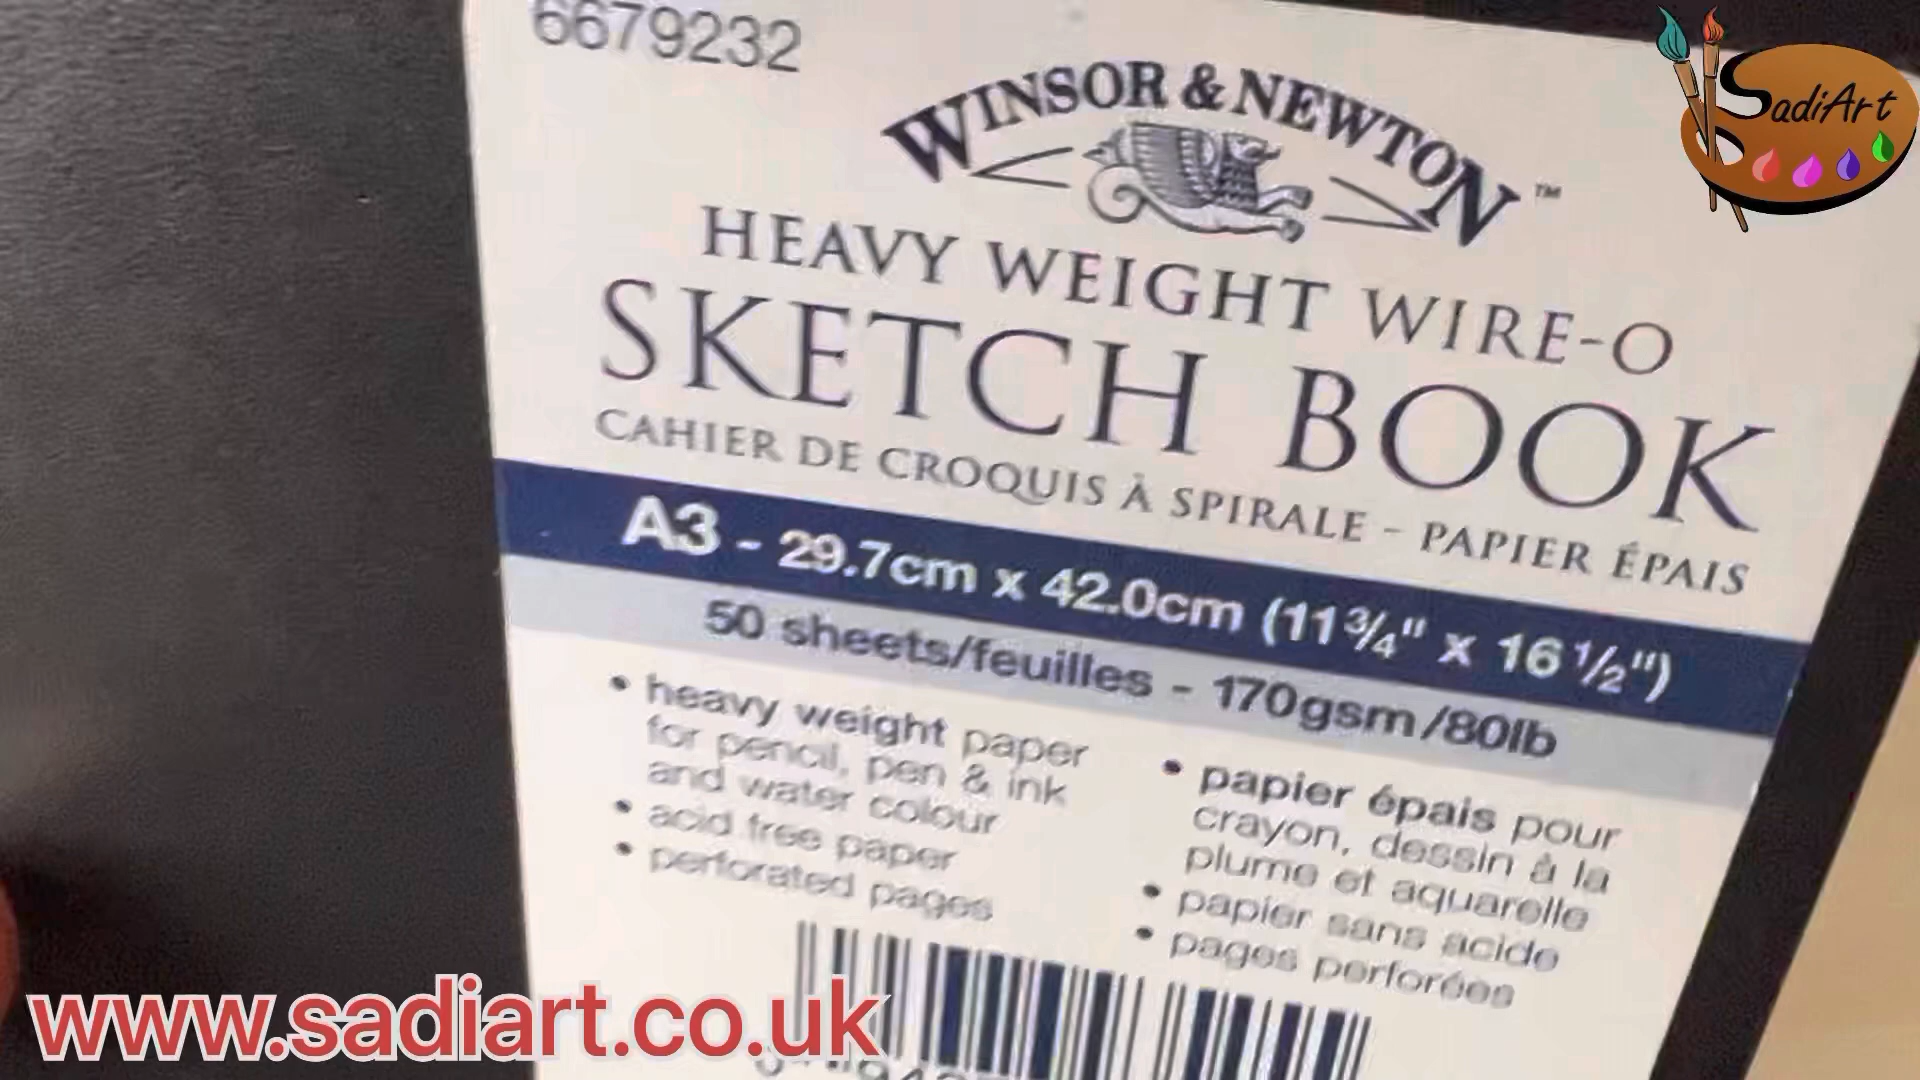 6679232
WINSOR & NEWTON™
SadiArt
HEAVY WEIGHT WIRE-O
SKETCH BOOK
CAHIER DE CROQUIS À SPIRALE - PAPIER ÉPAIS
A3 - 29.7cm x 42.0cm (11¾" x 16½")
50 sheets/feuilles - 170gsm/80lb
• heavy weight paper
for pencil, pen & ink
and water colour
• acid free paper
• perforated pages
• papier épais pour
crayon, dessin à la
plume et aquarelle
• papier sans acide
• pages perforées
www.sadiart.co.uk